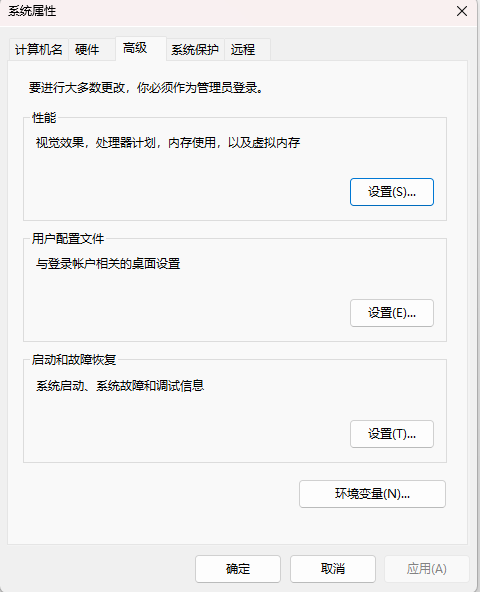 系统属性
计算机名 硬件 高级 系统保护 远程
要进行大多数更改，你必须作为管理员登录。
性能
视觉效果，处理器计划，内存使用，以及虚拟内存
设置(S)...
用户配置文件
与登录帐户相关的桌面设置
设置(E)...
启动和故障恢复
系统启动、系统故障和调试信息
设置(T)...
环境变量(N)...
确定 取消 应用(A)